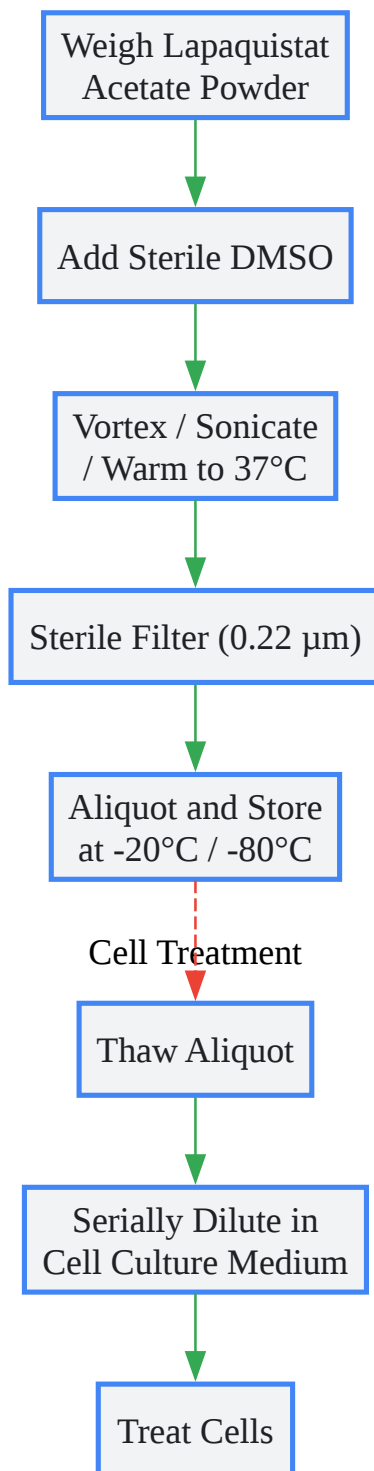 Weigh Lapaquistat
Acetate Powder
Add Sterile DMSO
Vortex / Sonicate
/ Warm to 37°C
Sterile Filter (0.22 µm)
Aliquot and Store
at -20°C / -80°C
Cell Treatment
Thaw Aliquot
Serially Dilute in
Cell Culture Medium
Treat Cells